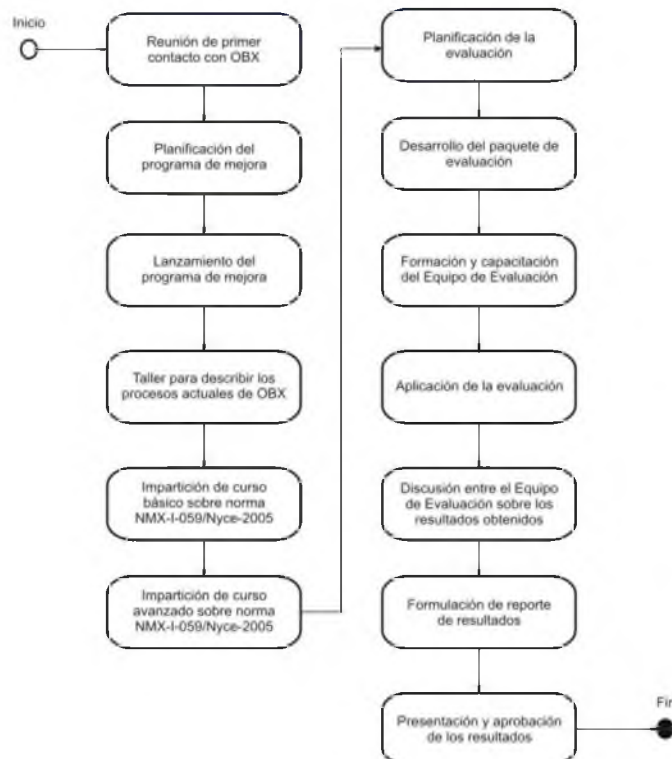 Inicio
Reunión de primer
contacto con OBX
Planificación del
programa de mejora
Lanzamiento del
programa de mejora
Taller para describir los
procesos actuales de OBX
Impartición de curso
básico sobre norma
NMX-I-059/Nyce-2005
Impartición de curso
avanzado sobre norma
NMX-I-059/Nyce-2005
Planificación de la
evaluación
Desarrollo del paquete de
evaluación
Formación y capacitación
del Equipo de Evaluación
Aplicación de la evaluación
Discusión entre el Equipo
de Evaluación sobre los
resultados obtenidos
Formulación de reporte
de resultados
Presentación y aprobación
de los resultados
Fin